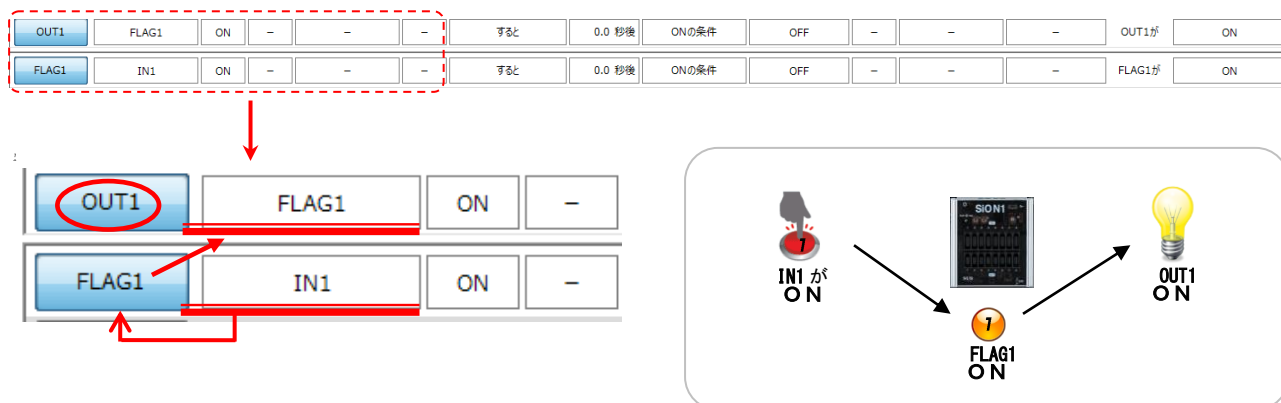 OUT1 FLAG1 ON － － － すると 0.0 秒後 ONの条件 OFF － － － OUT1が ON
FLAG1 IN1 ON － － － すると 0.0 秒後 ONの条件 OFF － － － FLAG1が ON
OUT1 FLAG1 ON －
FLAG1 IN1 ON －
SiON1
1
IN1 が
ＯＮ
OUT1
ＯＮ
1
FLAG1
ＯＮ